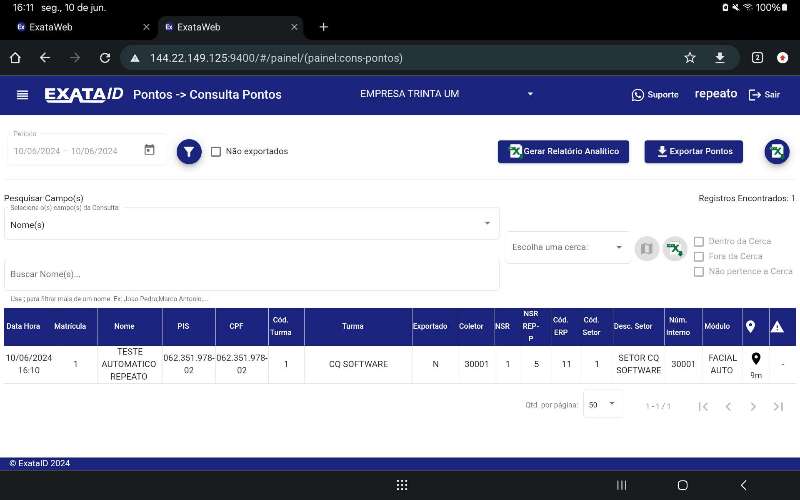 16:11 seg., 10 de jun. 100%
ExataWeb
ExataWeb
144.22.149.125:9400/#/painel/(painel:cons-pontos)
2
EXATAID Pontos -> Consulta Pontos EMPRESA TRINTA UM Suporte repeato Sair
Período
10/06/2024 – 10/06/2024
Não exportados
Gerar Relatório Analítico
Exportar Pontos
Pesquisar Campo(s)
Registros Encontrados: 1
Selecione o(s) campo(s) da Consulta
Nome(s)
Escolha uma cerca:
Dentro da Cerca
Fora da Cerca
Não pertence a Cerca
Buscar Nome(s)...
Use ; para filtrar mais de um nome. Ex: Joao Pedro;Marco Antonio;...
Data Hora Matrícula Nome PIS CPF Cód. Turma Turma Exportado Coletor NSR NSR REP-P Cód. ERP Cód. Setor Desc. Setor Núm. Interno Módulo
10/06/2024 16:10 1 TESTE AUTOMATICO REPEATO 062.351.978-02 062.351.978-02 1 CQ SOFTWARE N 30001 1 5 11 1 SETOR CQ SOFTWARE 30001 FACIAL AUTO 9m -
Qtd. por página: 50 1 – 1 / 1
© ExataID 2024